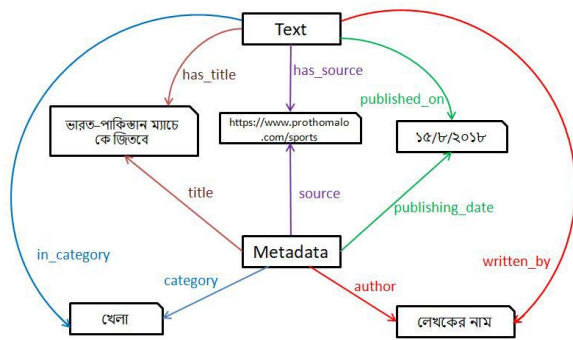 Text
has_title
has_source
published_on
ভারত-পাকিস্তান ম্যাচে
কে জিতবে
https://www.prothomalo
.com/sports
১৫/৮/২০১৮
title
source
publishing_date
Metadata
in_category
category
author
written_by
খেলা
লেখকের নাম